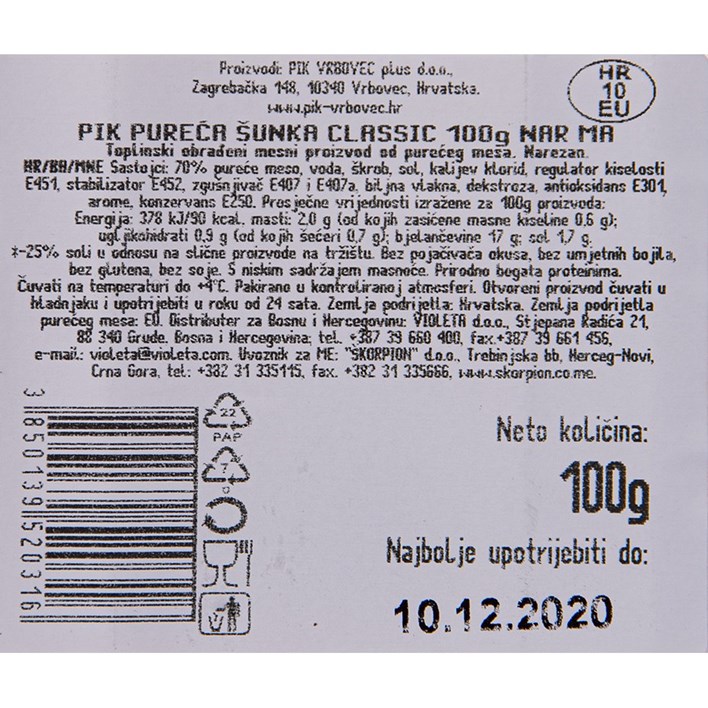 Proizvodi: PIK VRBOVEC plus d.o.o.,
Zagrebačka 148, 10340 Vrbovec, Hrvatska.
www.pik-vrbovec.hr
HR
10
EU
PIK PUREĆA ŠUNKA CLASSIC 100g NAR MA
Toplinski obrađeni mesni proizvod od purećeg mesa. Narezan.
HR/BA/MNE Sastojci: 70% pureće meso, voda, škrob, sol, kalijev klorid, regulator kiselosti
E451, stabilizator E452, zgušnjivač E407 i E407a, biljna vlakna, dekstroza, antioksidans E301,
arome, konzervans E250. Prosječne vrijednosti izražene za 100g proizvoda:
Energija: 378 kJ/90 kcal, masti: 2,0 g (od kojih zasićene masne kiseline 0,6 g);
ugljikohidrati 0,9 g (od kojih šećeri 0,7 g); bjelančevine 17 g; sol 1,7 g.
*-25% soli u odnosu na slične proizvode na tržištu. Bez pojačivača okusa, bez umjetnih bojila,
bez glutena, bez soje. S niskim sadržajem masnoće. Prirodno bogata proteinima.
Čuvati na temperaturi do +4°C. Pakirano u kontroliranoj atmosferi. Otvoreni proizvod čuvati u
hladnjaku i upotrijebiti u roku od 24 sata. Zemlja podrijetla: Hrvatska. Zemlja podrijetla
purećeg mesa: EU. Distributer za Bosnu i Hercegovinu: VIOLETA d.o.o., Stjepana Radića 21,
88 340 Grude, Bosna i Hercegovina; tel. +387 39 660 400, fax.+387 39 661 456,
e-mail.: violeta@violeta.com. Uvoznik za ME: "ŠKORPION" d.o.o., Trebinjska bb, Herceg-Novi,
Crna Gora, tel: +382 31 335115, fax. +382 31 335666, www.skorpion.co.me.
3 850139 520316
22
PAP
7
O
Neto količina:
100g
Najbolje upotrijebiti do:
10.12.2020